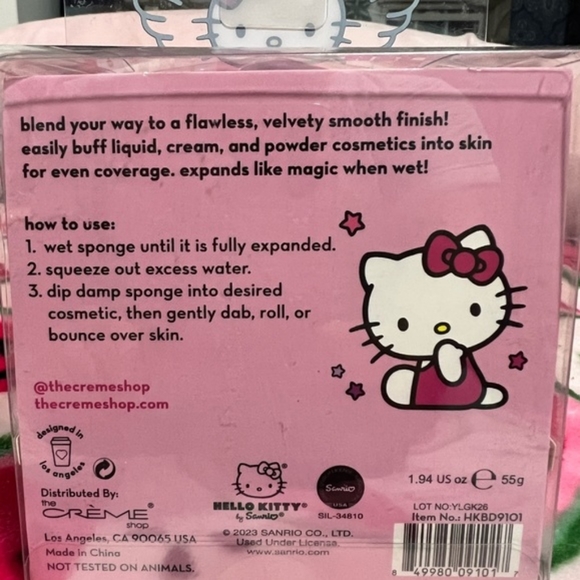 blend your way to a flawless, velvety smooth finish!
easily buff liquid, cream, and powder cosmetics into skin
for even coverage. expands like magic when wet!
how to use:
1. wet sponge until it is fully expanded.
2. squeeze out excess water.
3. dip damp sponge into desired
cosmetic, then gently dab, roll, or
bounce over skin.
@thecremeshop
thecremeshop.com
designed in
los angeles
Distributed By:
the
CRÈME®
shop
Los Angeles, CA 90065 USA
Made in China
NOT TESTED ON ANIMALS.
HELLO KITTY®
by Sanrio®
© 2023 SANRIO CO., LTD.
Used Under License.
www.sanrio.com
Sanrio
USA
SIL-34810
1.94 US oz e 55g
LOT NO:YLGK26
Item No.: HKBD9101
8 49980 09101 7